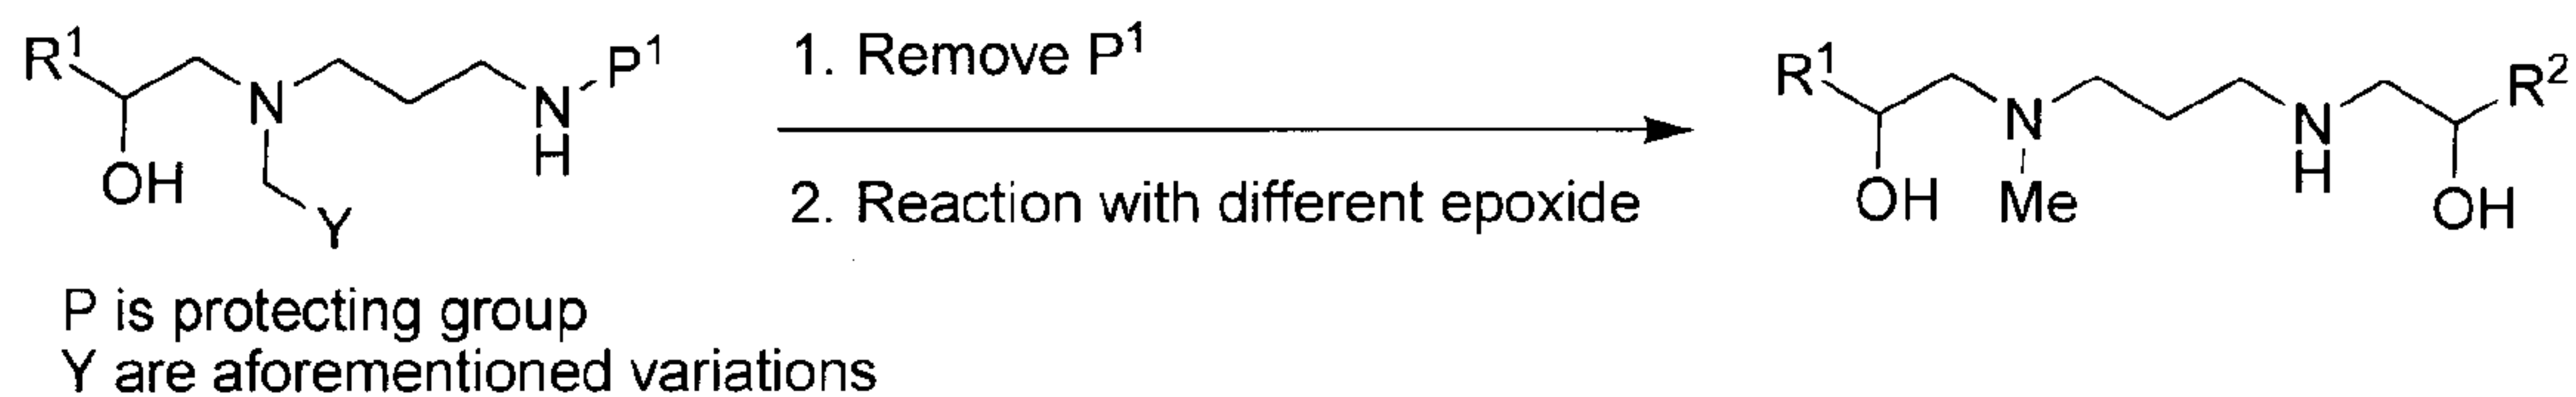 R¹ N N P¹ H OH Y
1. Remove P¹
2. Reaction with different epoxide
R¹ N N R² H OH Me OH
P is protecting group
Y are aforementioned variations